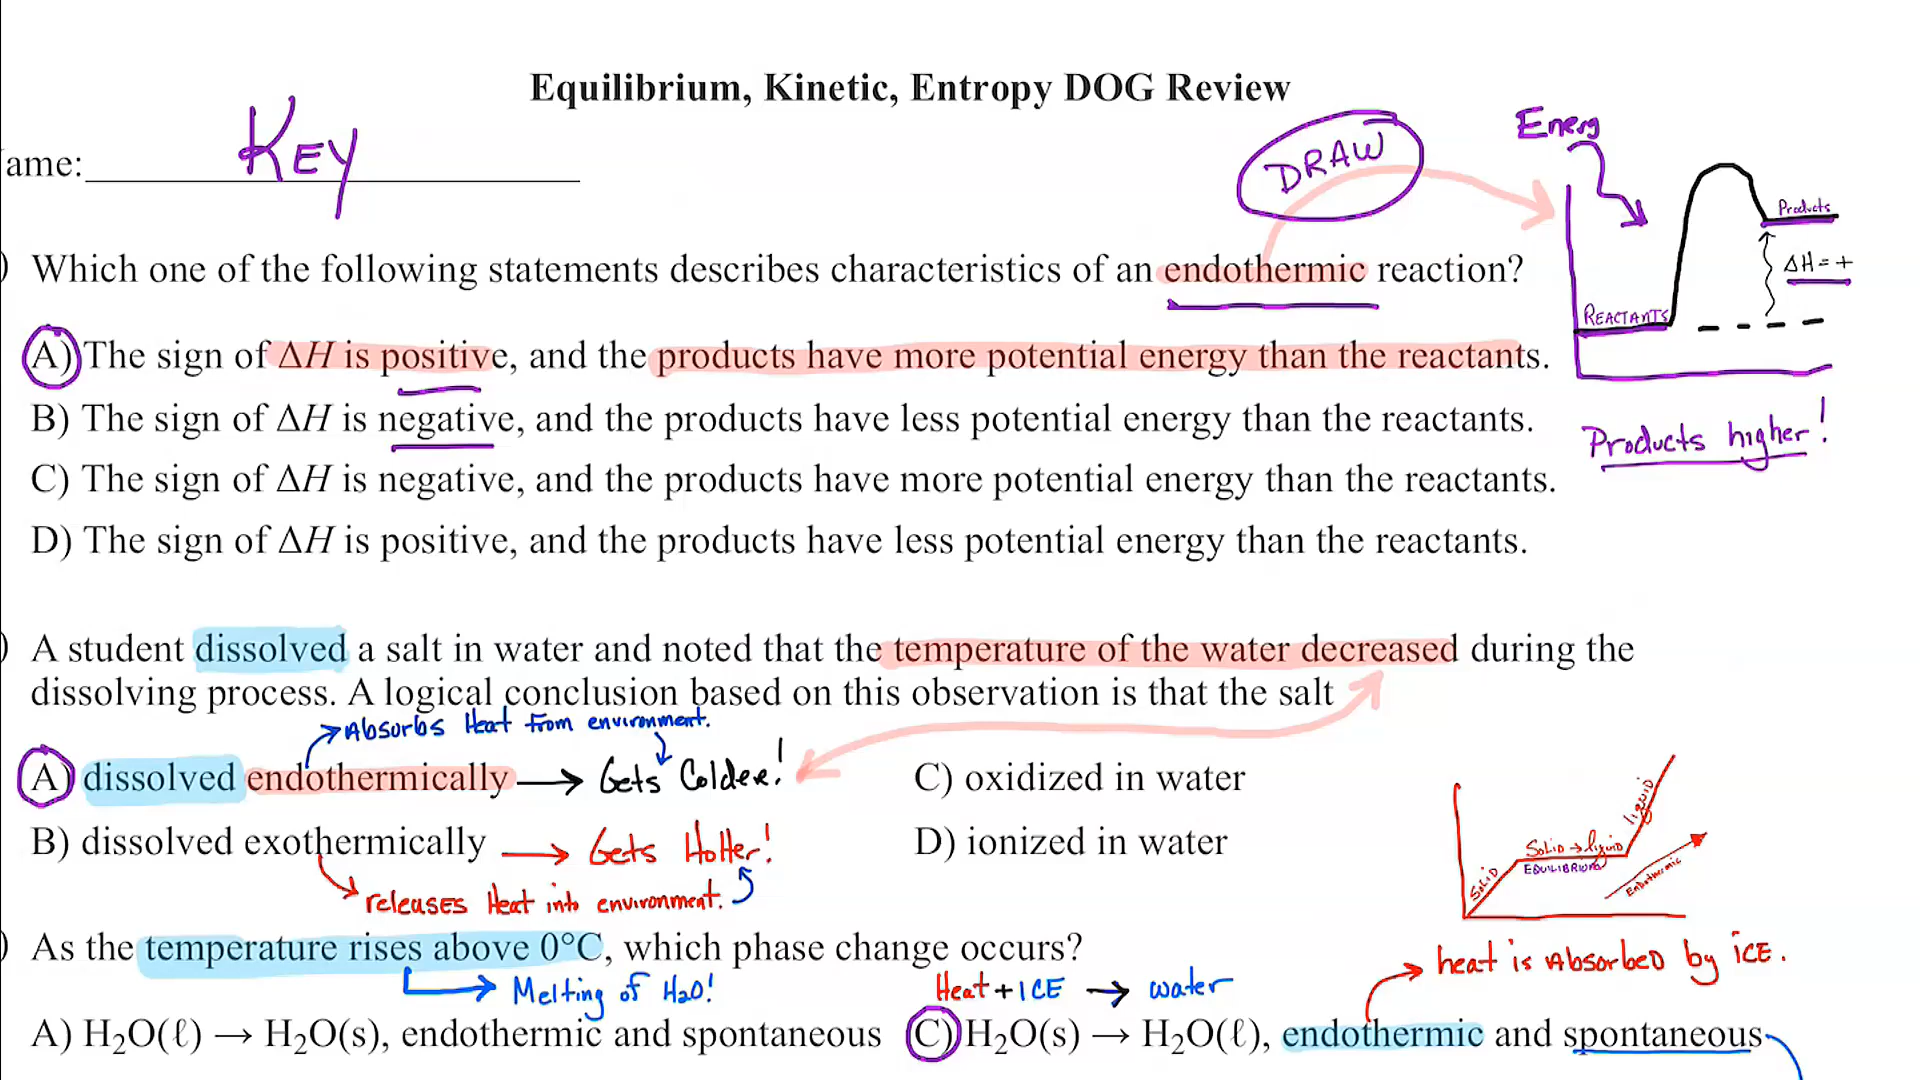 Equilibrium, Kinetic, Entropy DOG Review
ame: KEY
DRAW
Energ
Products
ΔH = +
REACTANTS
Products higher!
) Which one of the following statements describes characteristics of an endothermic reaction?
A) The sign of ΔH is positive, and the products have more potential energy than the reactants.
B) The sign of ΔH is negative, and the products have less potential energy than the reactants.
C) The sign of ΔH is negative, and the products have more potential energy than the reactants.
D) The sign of ΔH is positive, and the products have less potential energy than the reactants.
) A student dissolved a salt in water and noted that the temperature of the water decreased during the
dissolving process. A logical conclusion based on this observation is that the salt
Absorbs Heat From environment.
A) dissolved endothermically → Gets Colder!
C) oxidized in water
B) dissolved exothermically → Gets Hotter!
D) ionized in water
releases Heat into environment.
Solid
Solid → liquid
EQUILIBRIUM
liquid
Endothermic
) As the temperature rises above 0°C, which phase change occurs?
heat is Absorbed by ice.
Melting of H2O!
Heat + ICE → water
A) H₂O(ℓ) → H₂O(s), endothermic and spontaneous
C) H₂O(s) → H₂O(ℓ), endothermic and spontaneous